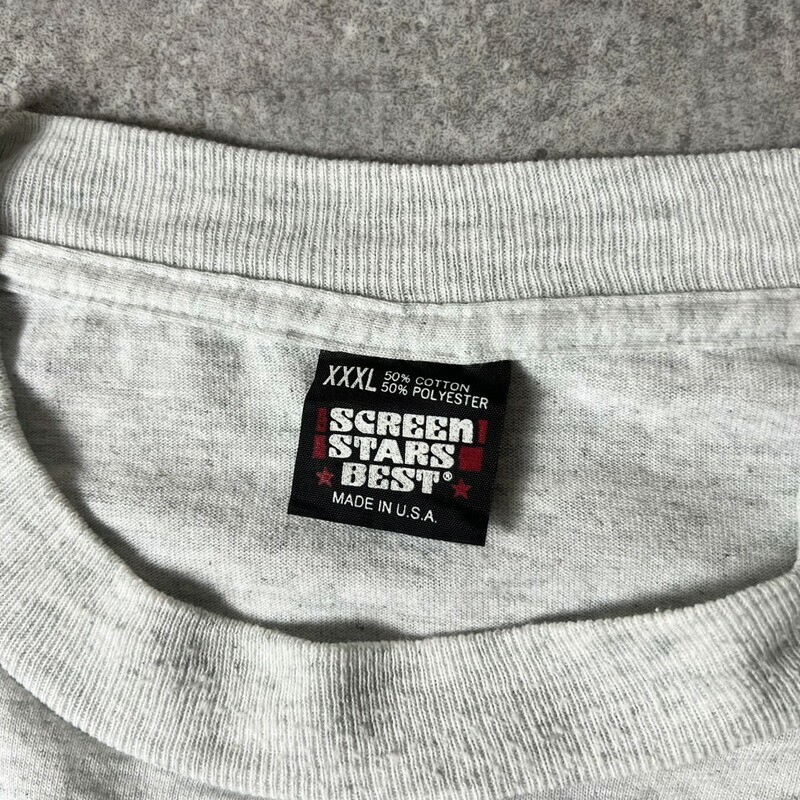 XXXL 50% COTTON
50% POLYESTER
SCREEN
STARS
BEST®
MADE IN U.S.A.